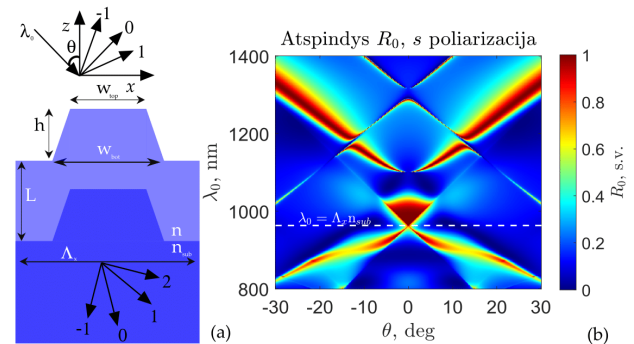 -1
z
0
λ₀
θ
1
w_top
x
h
w_bot
L
n
n_sub
Λ_x
2
1
-1
0
(a)
Atspindys R₀, s poliarizacija
1400
1200
1000
800
λ₀, nm
λ₀ = Λ_x n_sub
-30
-20
-10
0
10
20
30
θ, deg
1
0.8
0.6
0.4
0.2
0
R₀, s.v.
(b)